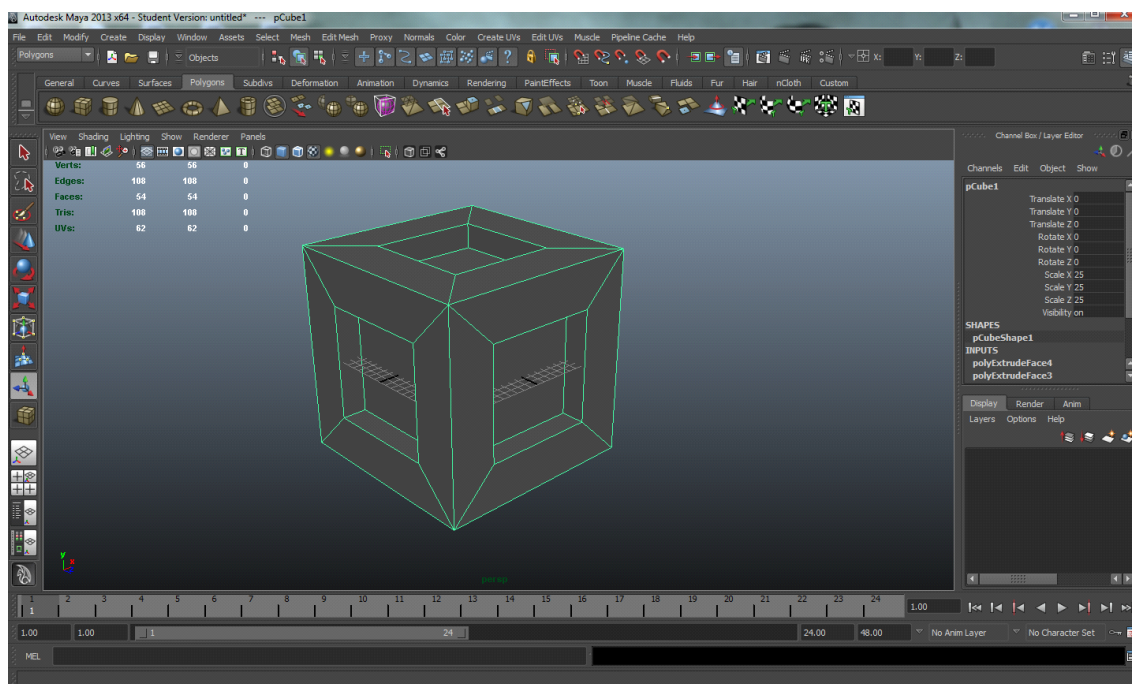 Autodesk Maya 2013 x64 - Student Version: untitled* --- pCube1
File Edit Modify Create Display Window Assets Select Mesh Edit Mesh Proxy Normals Color Create UVs Edit UVs Muscle Pipeline Cache Help
Polygons Objects X: Y: Z:
General Curves Surfaces Polygons Subdivs Deformation Animation Dynamics Rendering PaintEffects Toon Muscle Fluids Fur Hair nCloth Custom
View Shading Lighting Show Renderer Panels
Channel Box / Layer Editor
Channels Edit Object Show
Verts: 56 56 0
Edges: 108 108 0
Faces: 54 54 0
Tris: 108 108 0
UVs: 62 62 0
pCube1
Translate X 0
Translate Y 0
Translate Z 0
Rotate X 0
Rotate Y 0
Rotate Z 0
Scale X 25
Scale Y 25
Scale Z 25
Visibility on
SHAPES
pCubeShape1
INPUTS
polyExtrudeFace4
polyExtrudeFace3
Display Render Anim
Layers Options Help
y
x
persp
1 2 3 4 5 6 7 8 9 10 11 12 13 14 15 16 17 18 19 20 21 22 23 24
1 1.00
1.00 1.00 1 24 24.00 48.00 No Anim Layer No Character Set
MEL